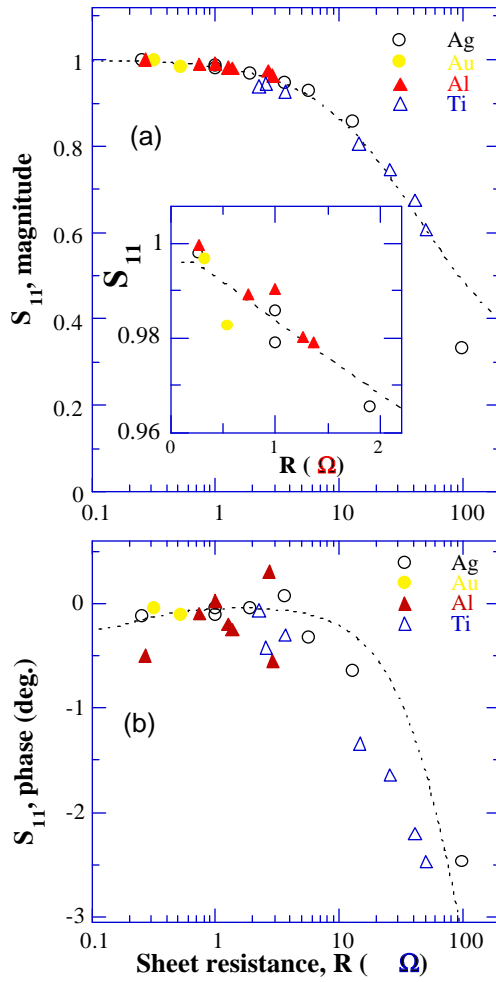 1.2
1
0.8
0.6
0.4
0.2
0
S11, magnitude
(a)
Ag
Au
Al
Ti
S11
1
0.98
0.96
0
1
2
R ( Ω)
0.1
1
10
100
0
-1
-2
-3
S11, phase (deg.)
(b)
Ag
Au
Al
Ti
0.1
1
10
100
Sheet resistance, R ( Ω)